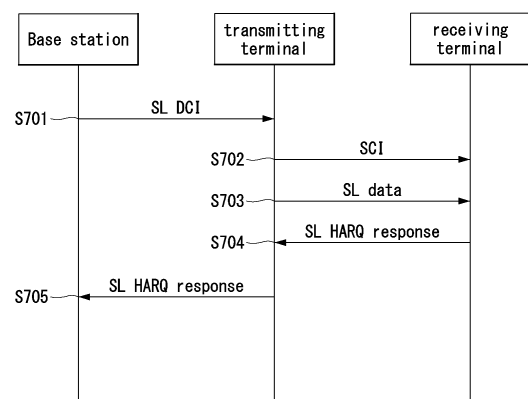 Base station
transmitting
terminal
receiving
terminal
S701
SL DCI
S702
SCI
S703
SL data
S704
SL HARQ response
S705
SL HARQ response